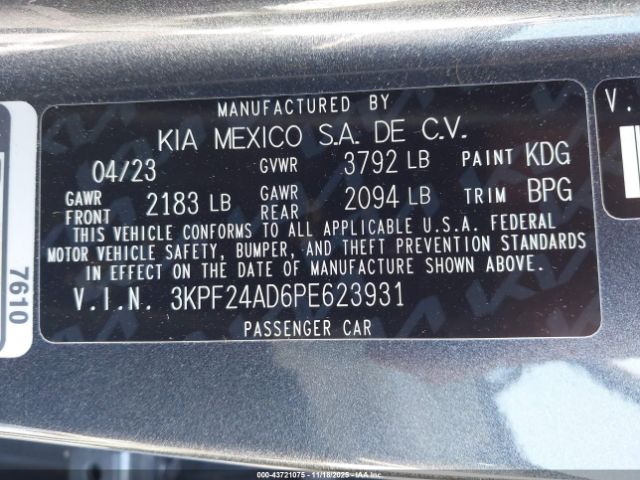 MANUFACTURED BY
KIA MEXICO S.A. DE C.V.
04/23 GVWR 3792 LB PAINT KDG
GAWR FRONT 2183 LB GAWR REAR 2094 LB TRIM BPG
THIS VEHICLE CONFORMS TO ALL APPLICABLE U.S.A. FEDERAL
MOTOR VEHICLE SAFETY, BUMPER, AND THEFT PREVENTION STANDARDS
IN EFFECT ON THE DATE OF MANUFACTURE SHOWN ABOVE.
V.I.N. 3KPF24AD6PE623931
PASSENGER CAR
7610
V.
000-43721075 - 11/18/2025 - IAAI.COM